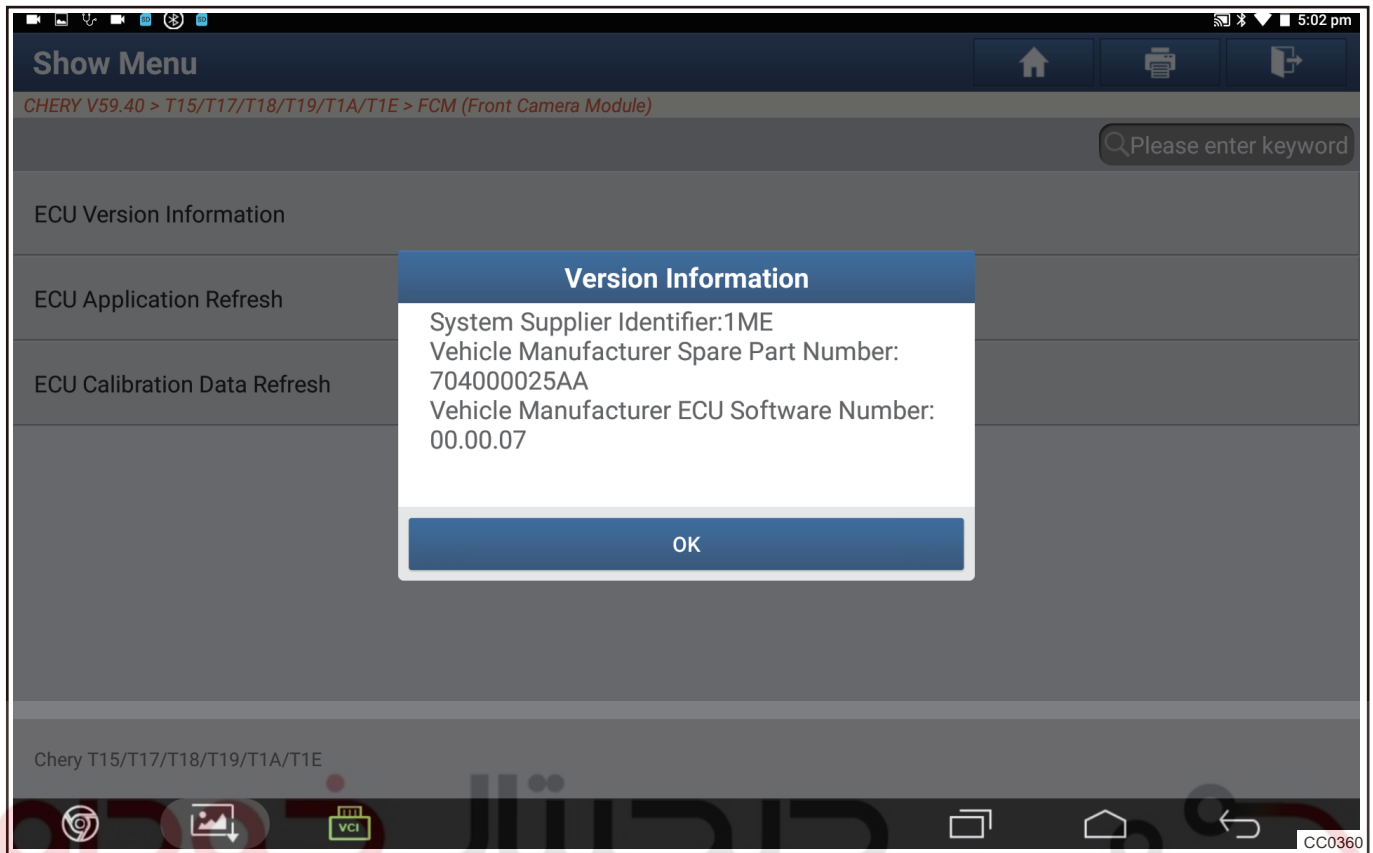 5:02 pm
Show Menu
CHERY V59.40 > T15/T17/T18/T19/T1A/T1E > FCM (Front Camera Module)
Please enter keyword
ECU Version Information
ECU Application Refresh
ECU Calibration Data Refresh
Version Information
System Supplier Identifier:1ME
Vehicle Manufacturer Spare Part Number:
704000025AA
Vehicle Manufacturer ECU Software Number:
00.00.07
OK
Chery T15/T17/T18/T19/T1A/T1E
VCI
CC0360